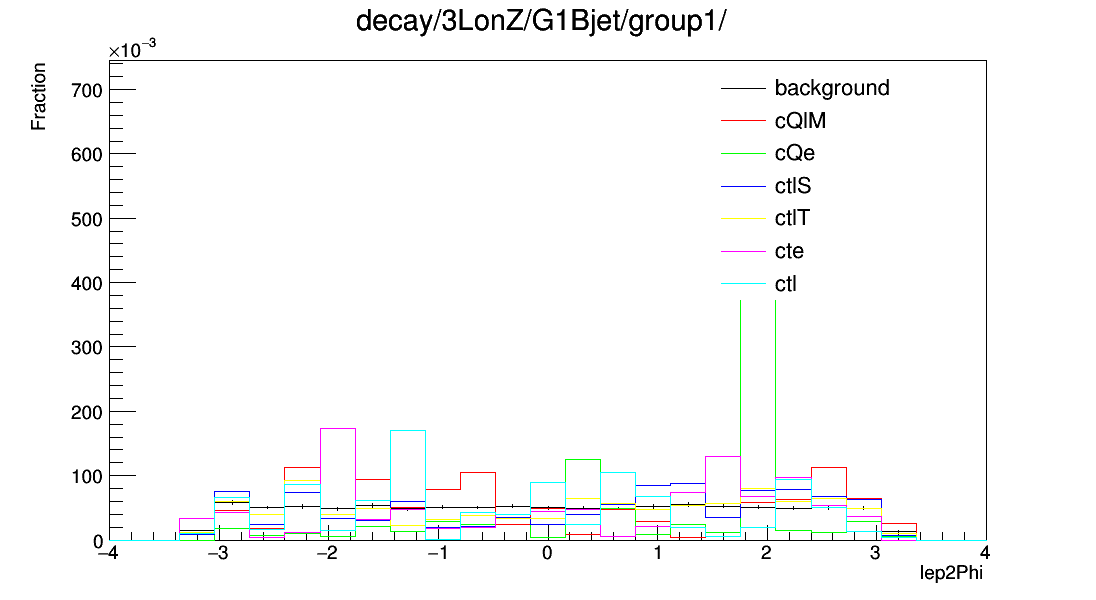 decay/3LonZ/G1Bjet/group1/
×10⁻³
Fraction
700
600
500
400
300
200
100
0
background
cQlM
cQe
ctlS
ctlT
cte
ctl
−4 −3 −2 −1 0 1 2 3 4
lep2Phi